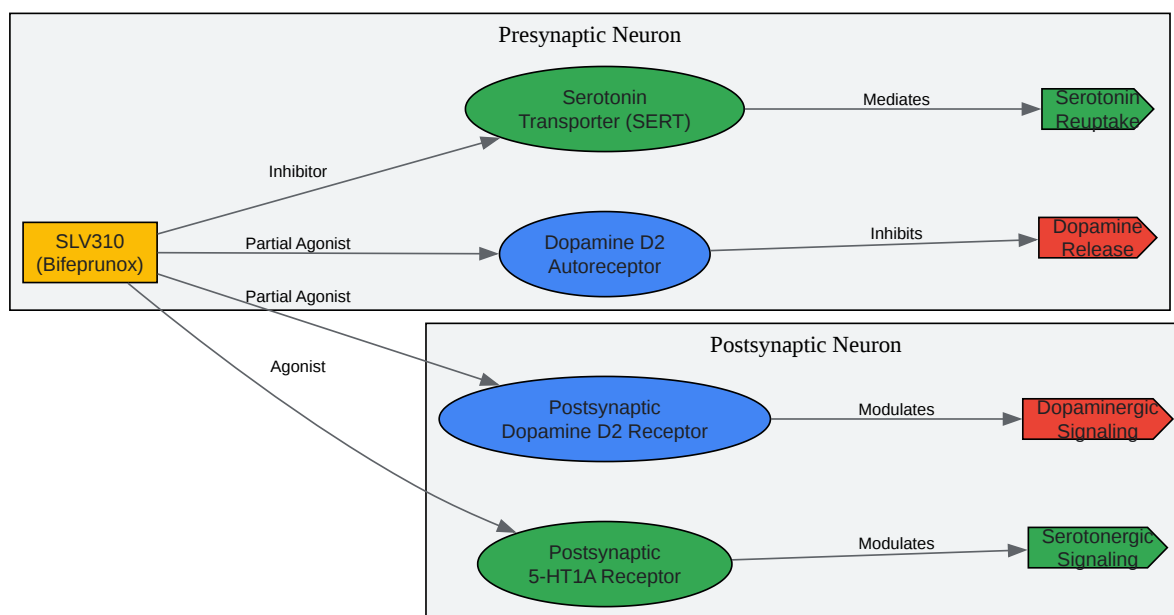 Presynaptic Neuron
Serotonin
Transporter (SERT)
Mediates
Serotonin
Reuptake
Inhibitor
SLV310
(Bifeprunox)
Partial Agonist
Dopamine D2
Autoreceptor
Inhibits
Dopamine
Release
Partial Agonist
Agonist
Postsynaptic Neuron
Postsynaptic
Dopamine D2 Receptor
Modulates
Dopaminergic
Signaling
Postsynaptic
5-HT1A Receptor
Modulates
Serotonergic
Signaling